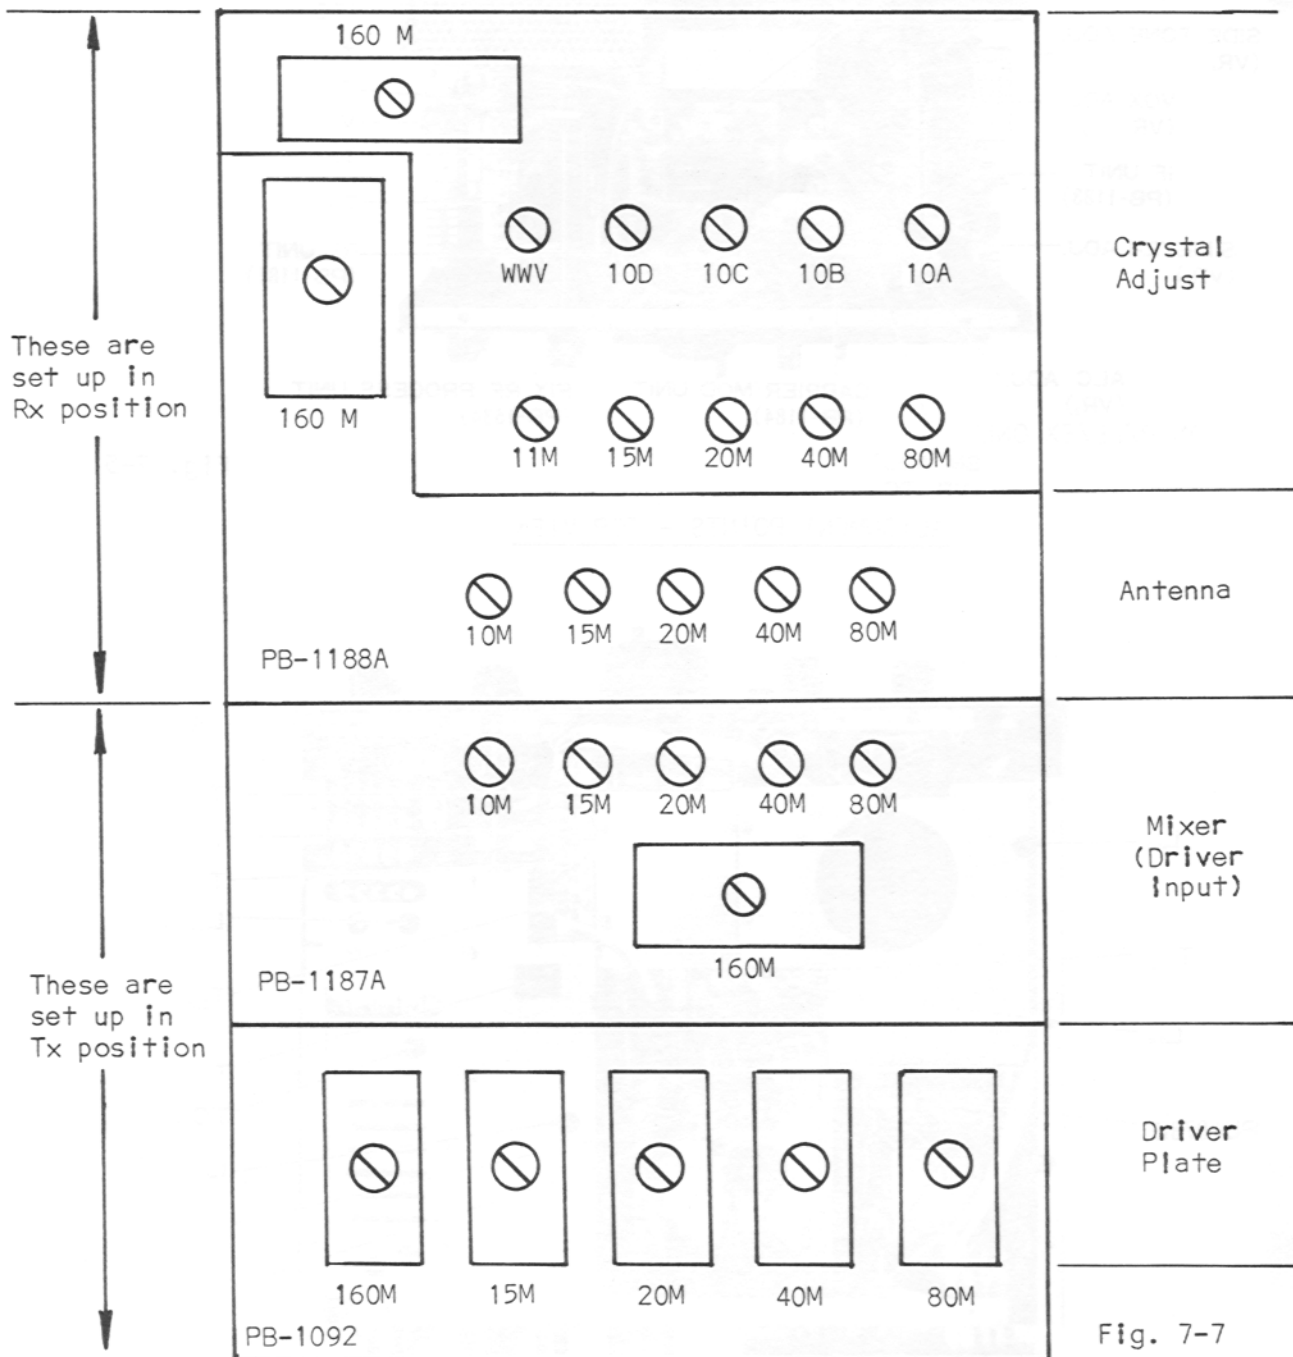 160 M
WWV 10D 10C 10B 10A
Crystal
Adjust
These are
set up in
Rx position
160 M
11M 15M 20M 40M 80M
Antenna
10M 15M 20M 40M 80M
PB-1188A
10M 15M 20M 40M 80M
Mixer
(Driver
Input)
160M
PB-1187A
These are
set up in
Tx position
Driver
Plate
160M 15M 20M 40M 80M
PB-1092
Fig. 7-7